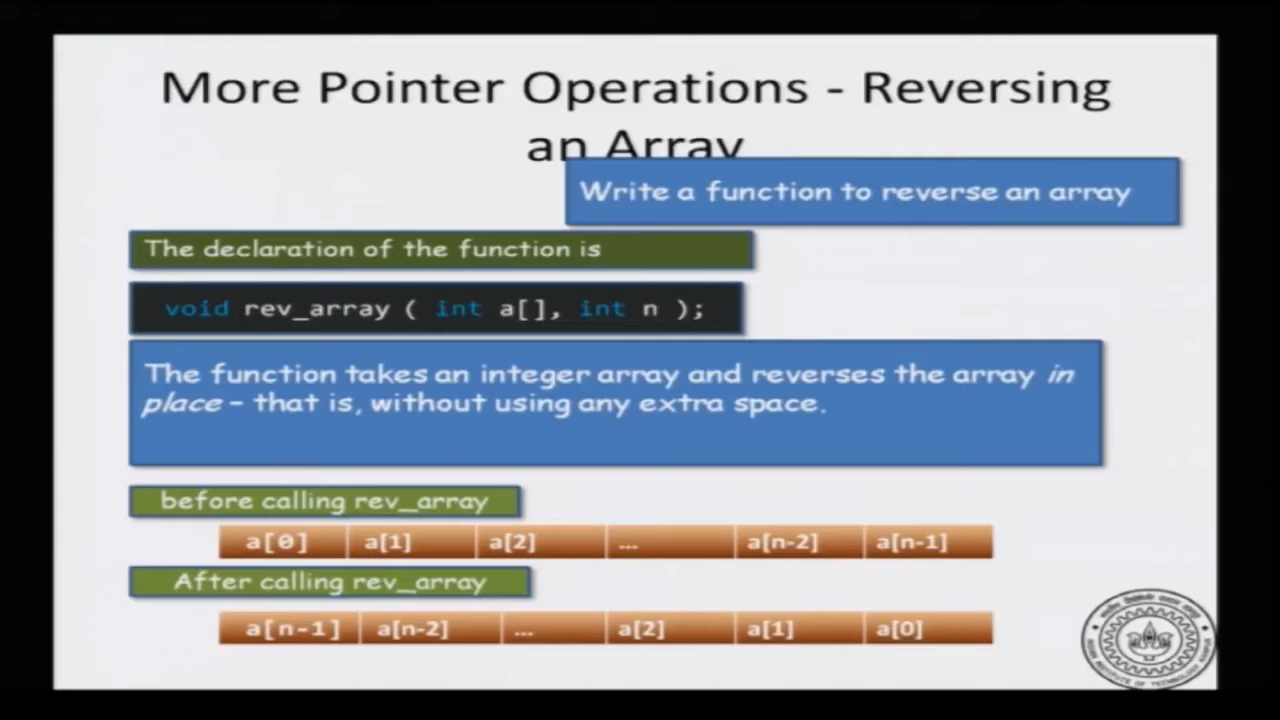 More Pointer Operations - Reversing
an Array
Write a function to reverse an array
The declaration of the function is
void rev_array ( int a[], int n );
The function takes an integer array and reverses the array in
place – that is, without using any extra space.
before calling rev_array
a[0] a[1] a[2] ... a[n-2] a[n-1]
After calling rev_array
a[n-1] a[n-2] ... a[2] a[1] a[0]